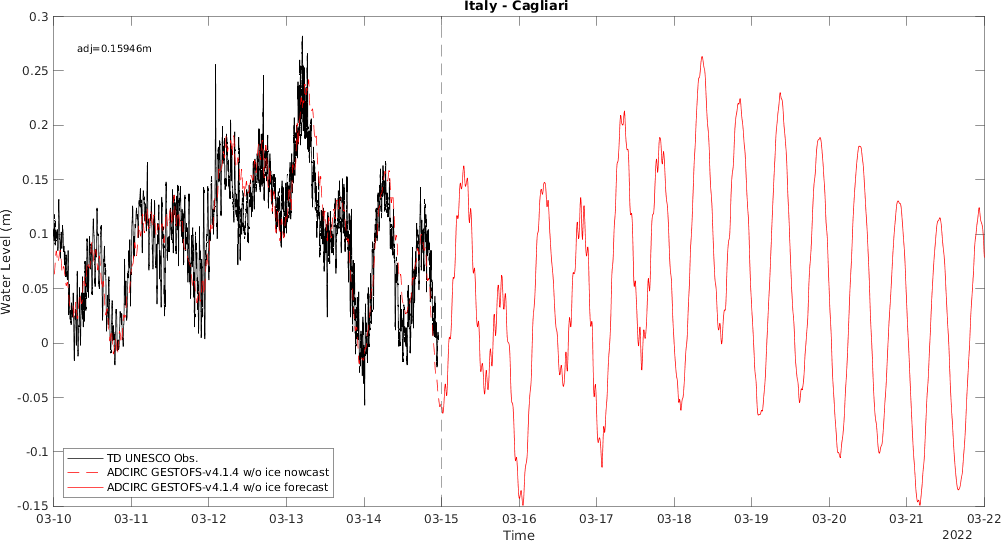 Italy - Cagliari
adj=0.15946m
0.3
0.25
0.2
0.15
0.1
0.05
0
-0.05
-0.1
-0.15
Water Level (m)
TD UNESCO Obs.
ADCIRC GESTOFS-v4.1.4 w/o ice nowcast
ADCIRC GESTOFS-v4.1.4 w/o ice forecast
03-10 03-11 03-12 03-13 03-14 03-15 03-16 03-17 03-18 03-19 03-20 03-21 03-22
Time
2022